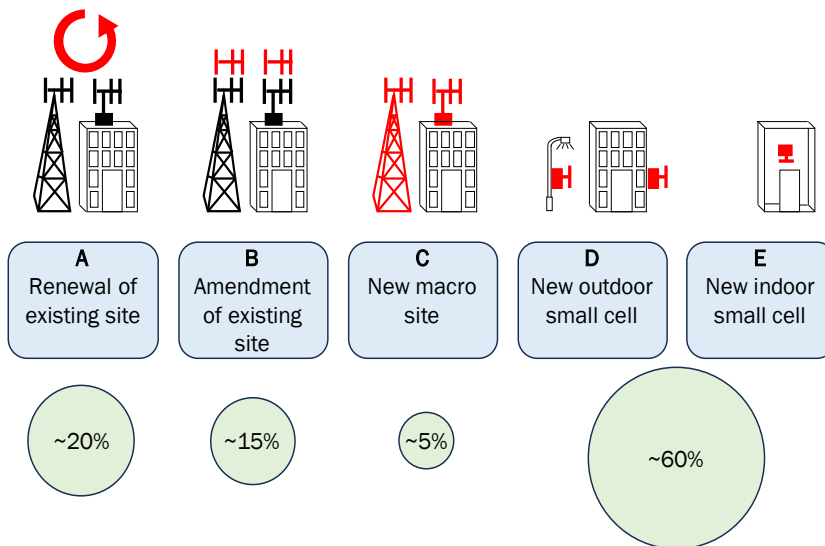 A
Renewal of
existing site
B
Amendment
of existing
site
C
New macro
site
D
New outdoor
small cell
E
New indoor
small cell
~20%
~15%
~5%
~60%